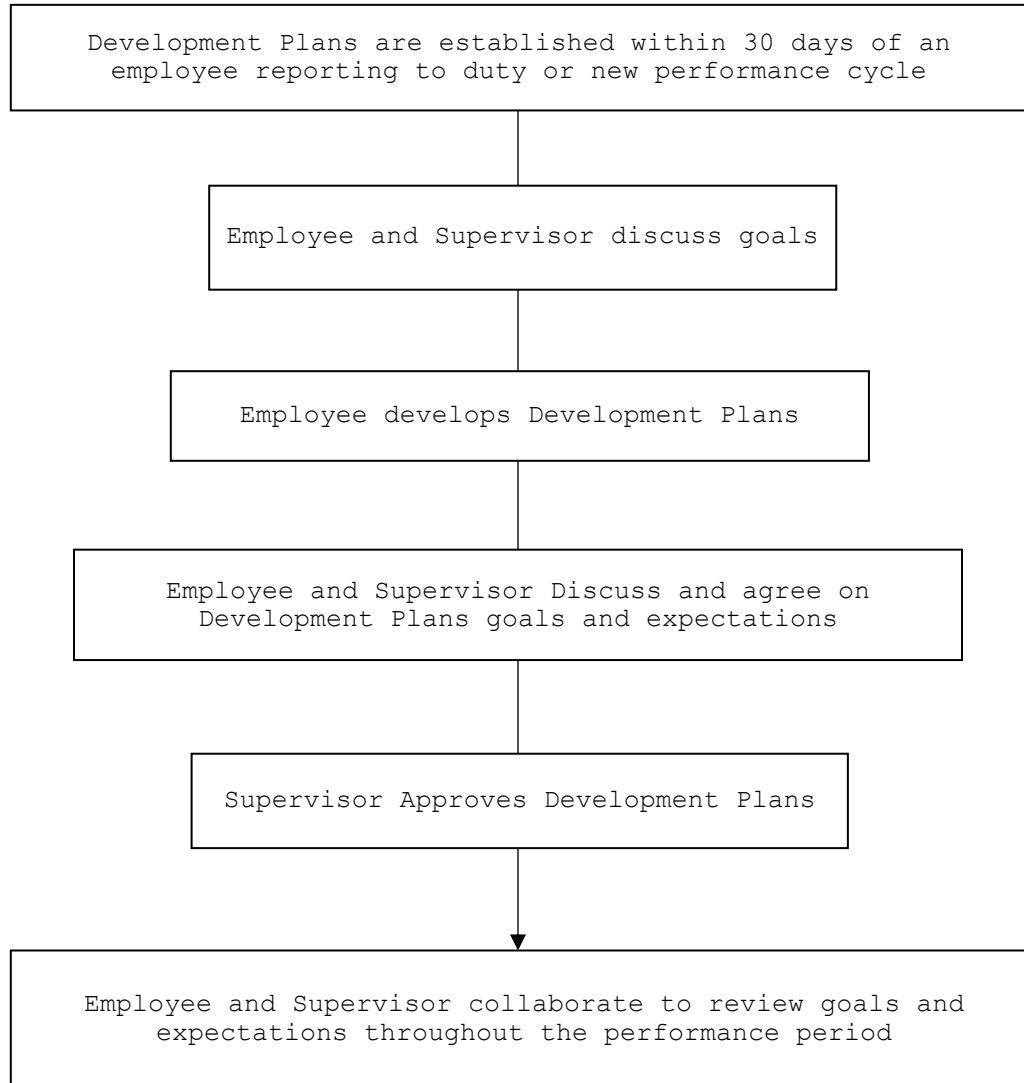 Development Plans are established within 30 days of an
employee reporting to duty or new performance cycle
Employee and Supervisor discuss goals
Employee develops Development Plans
Employee and Supervisor Discuss and agree on
Development Plans goals and expectations
Supervisor Approves Development Plans
Employee and Supervisor collaborate to review goals and
expectations throughout the performance period